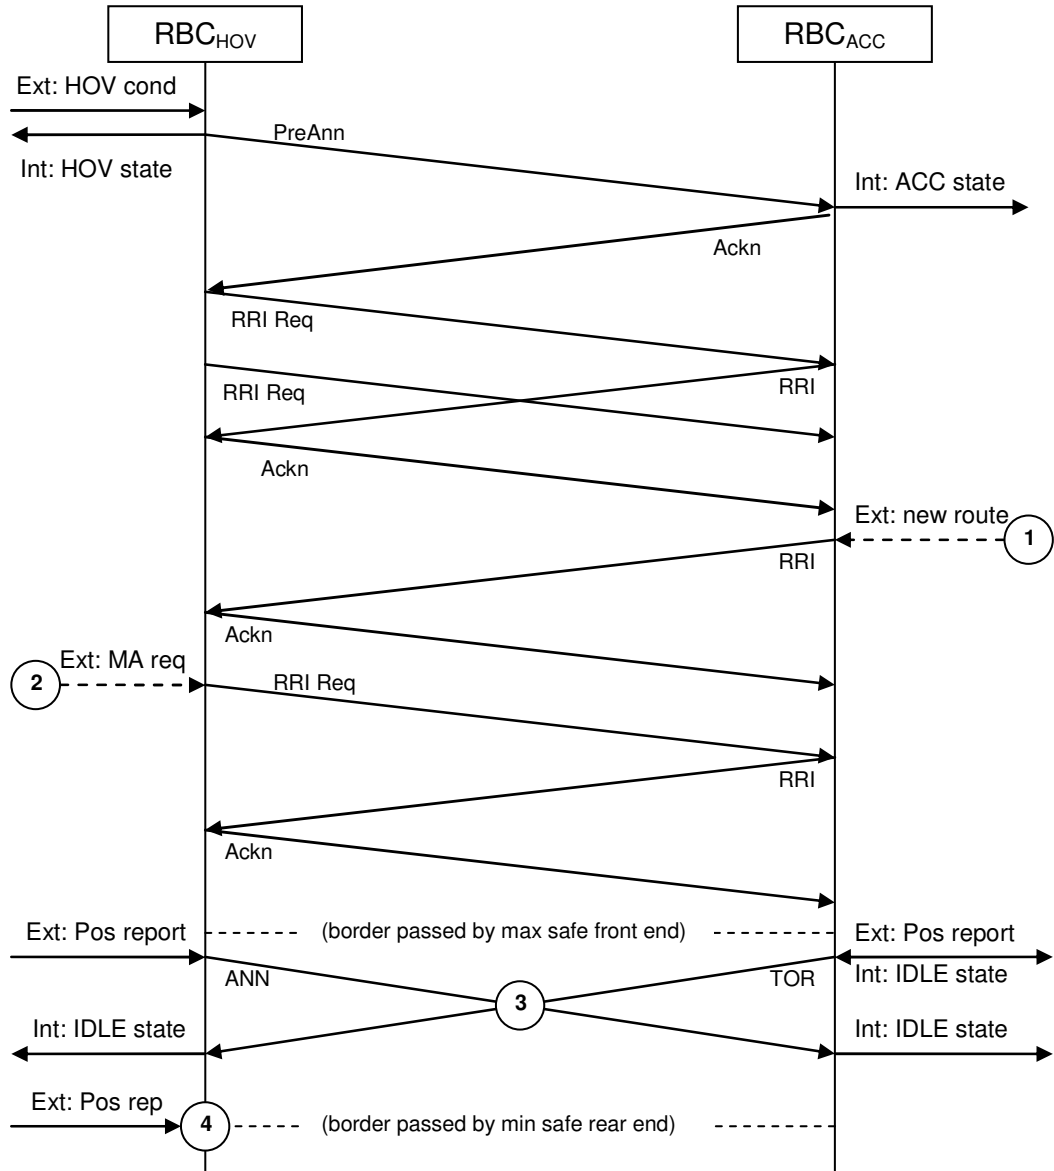 RBCHOV
RBCACC
Ext: HOV cond
PreAnn
Int: HOV state
Int: ACC state
Ackn
RRI Req
RRI Req
RRI
Ackn
Ext: new route
1
RRI
Ackn
Ext: MA req
2
RRI Req
RRI
Ackn
Ext: Pos report
(border passed by max safe front end)
Ext: Pos report
ANN
TOR
Int: IDLE state
3
Int: IDLE state
Int: IDLE state
Ext: Pos rep
4
(border passed by min safe rear end)